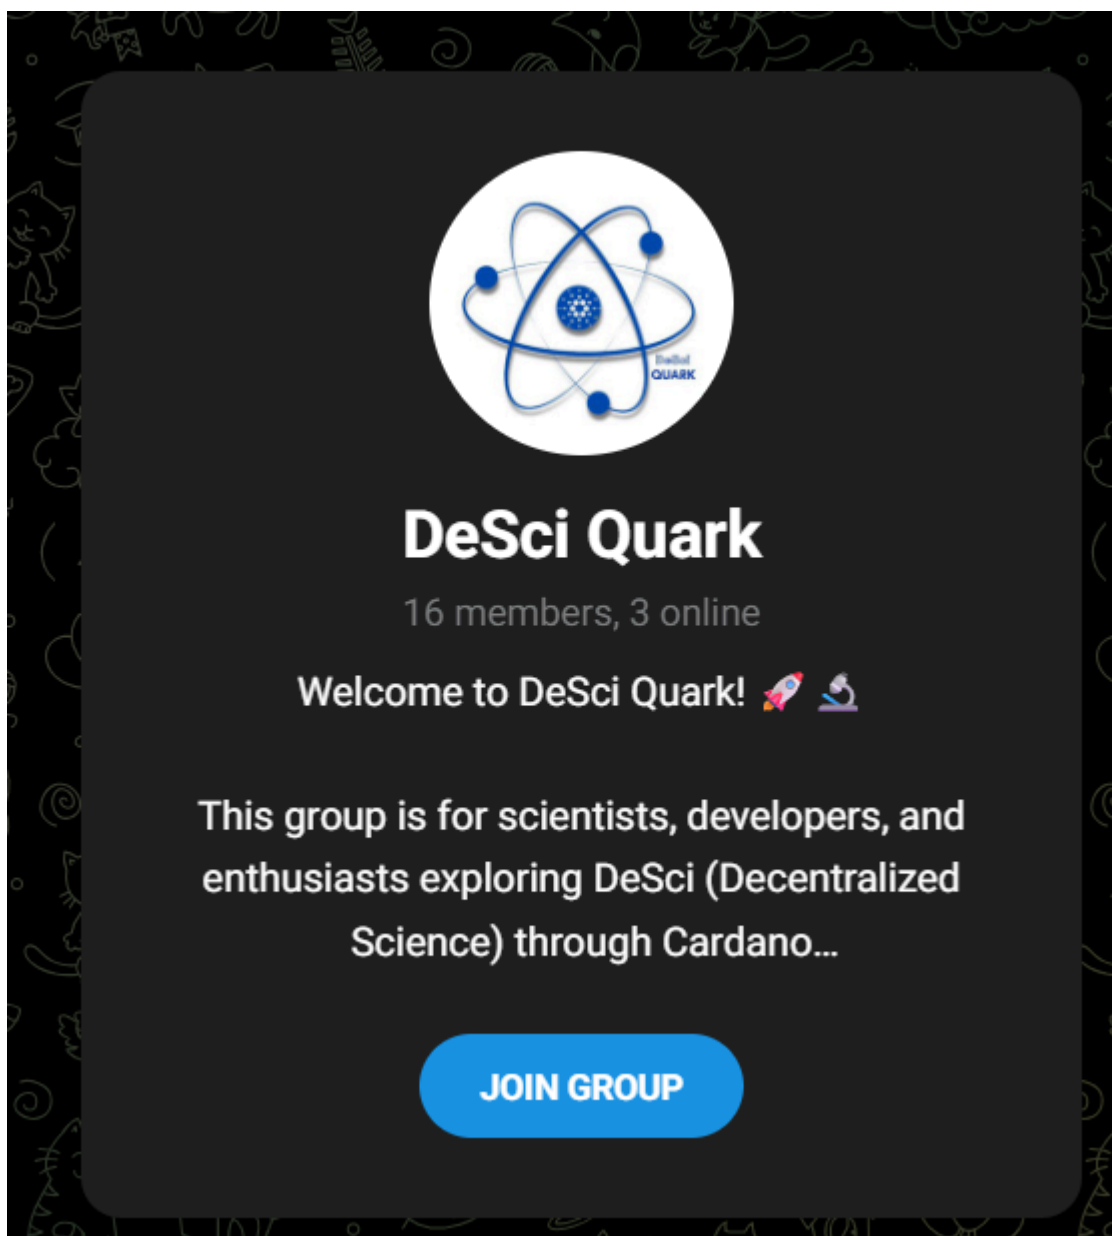 DeSci
QUARK
DeSci Quark
16 members, 3 online
Welcome to DeSci Quark! 🚀 🔬
This group is for scientists, developers, and
enthusiasts exploring DeSci (Decentralized
Science) through Cardano...
JOIN GROUP